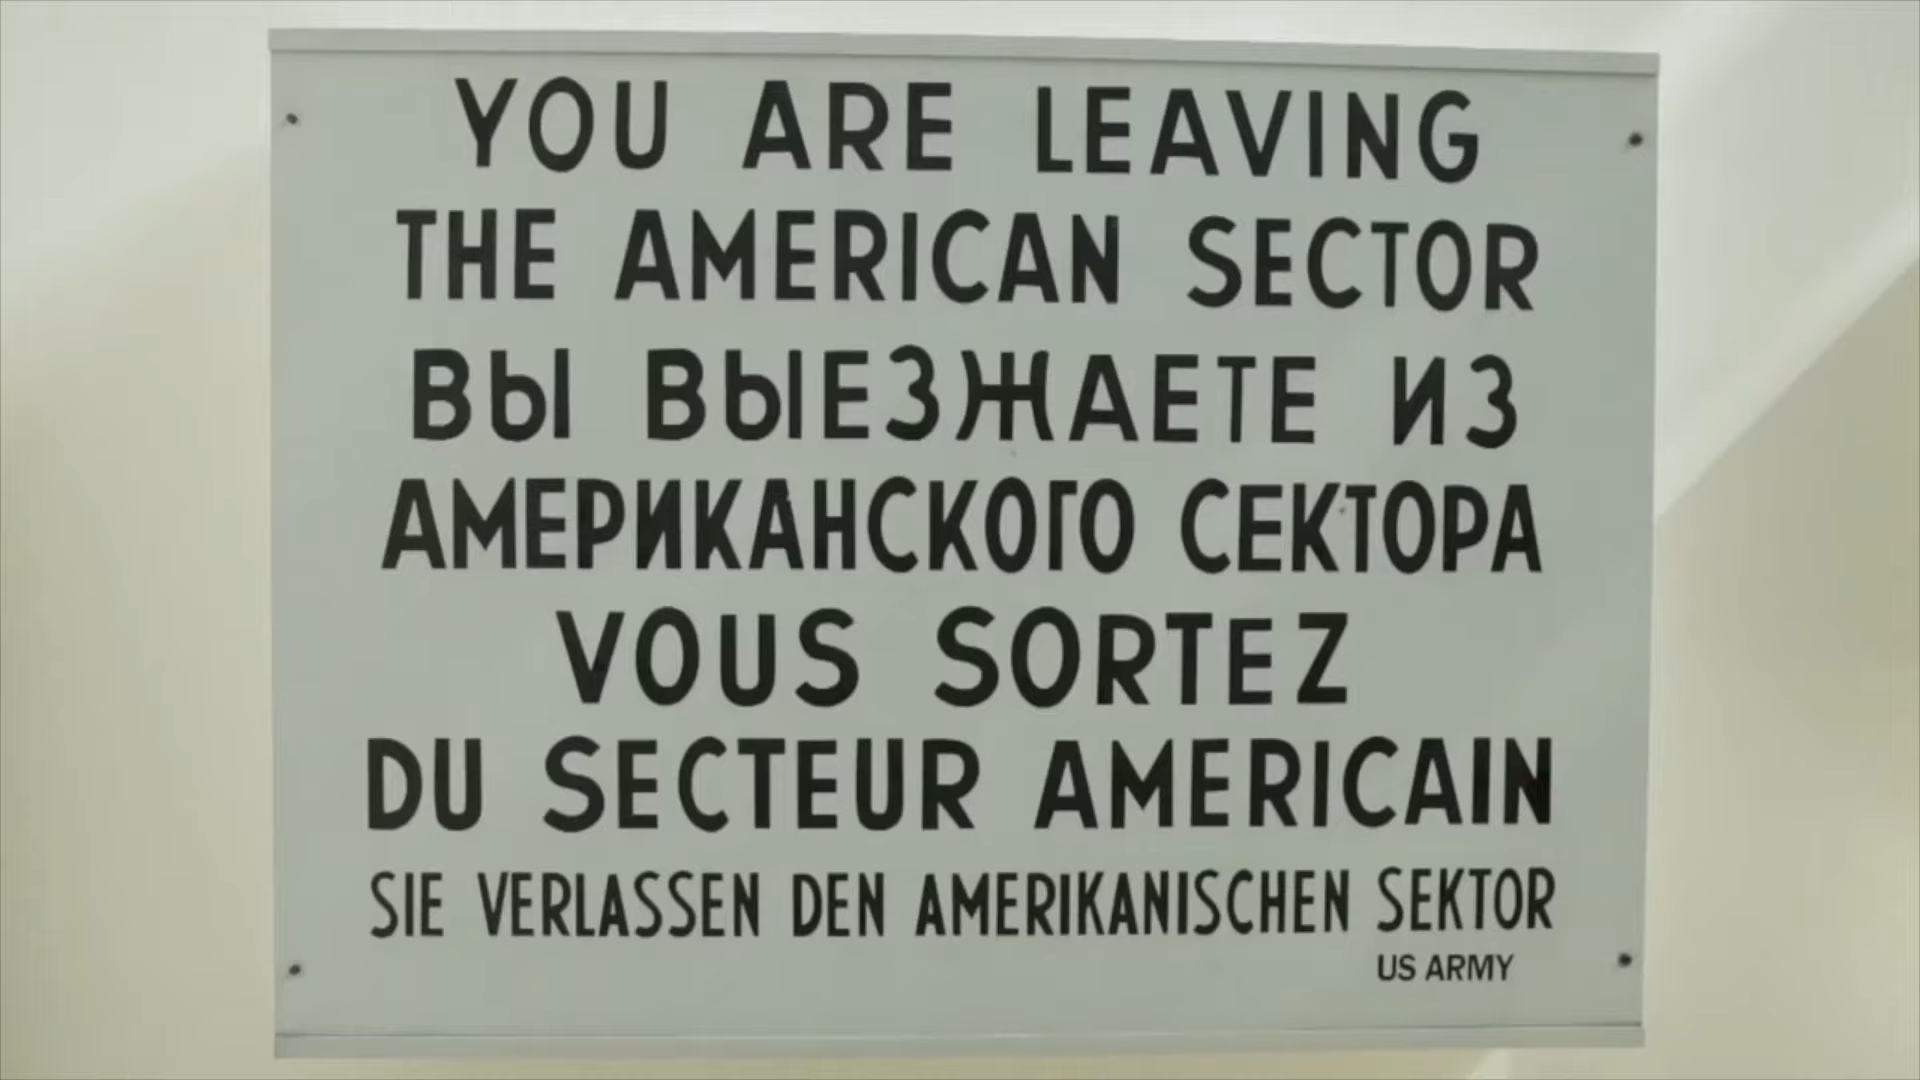 YOU ARE LEAVING
THE AMERICAN SECTOR
ВЫ ВЫЕЗЖАЕТЕ ИЗ
АМЕРИКАНСКОГО СЕКТОРА
VOUS SORTEZ
DU SECTEUR AMERICAIN
SIE VERLASSEN DEN AMERIKANISCHEN SEKTOR
US ARMY